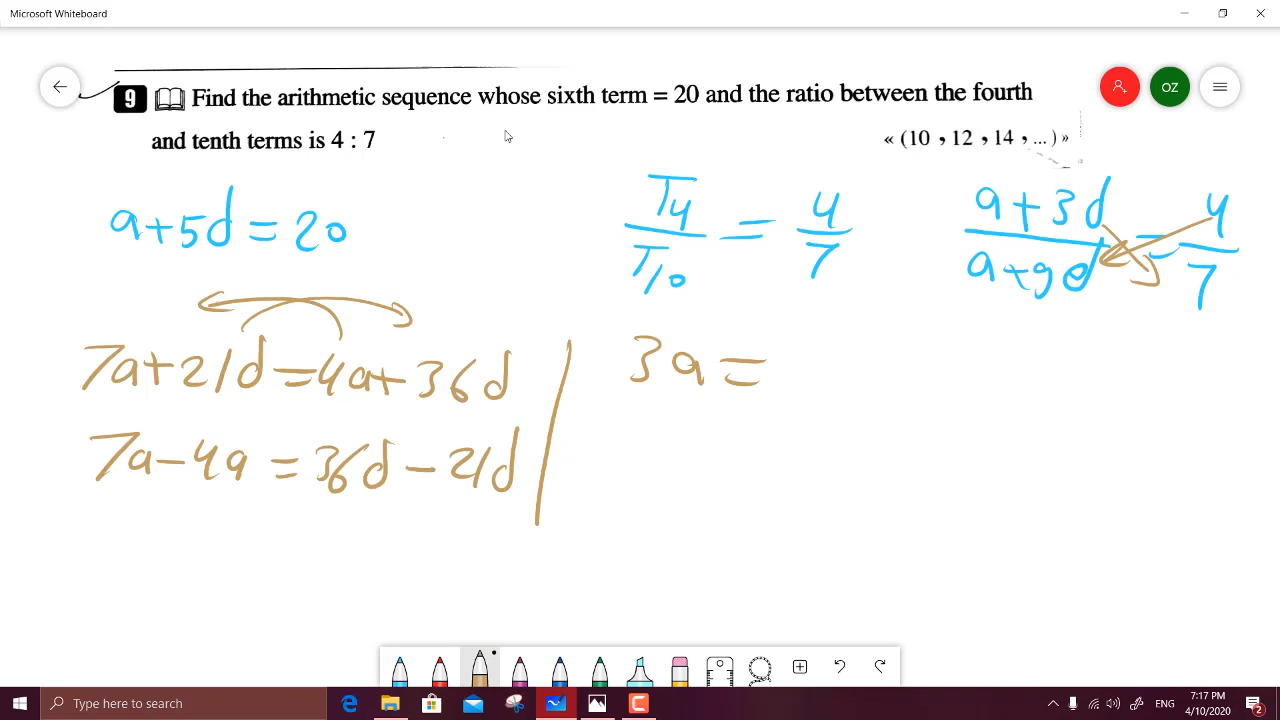 Microsoft Whiteboard
9 Find the arithmetic sequence whose sixth term = 20 and the ratio between the fourth
and tenth terms is 4 : 7
« (10 , 12 , 14 , ...) »
OZ
a+5d=20
T4/T10 = 4/7
a+3d/a+9d = 4/7
7a+21d=4a+36d
3a=
7a-4a=36d-21d
Type here to search
ENG
7:17 PM
4/10/2020
2